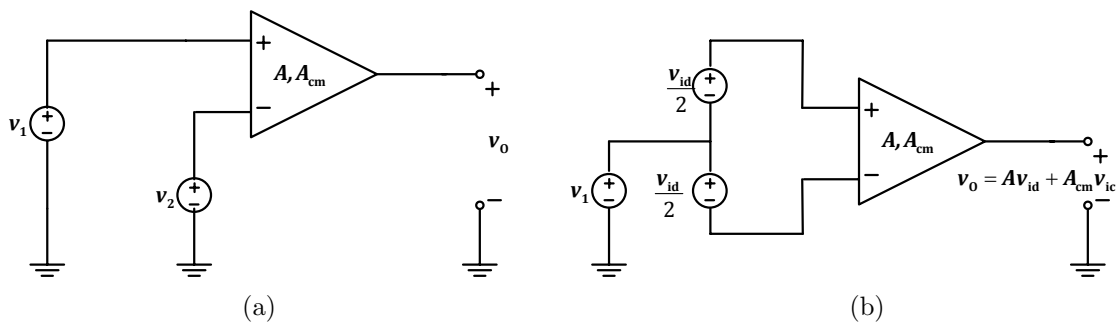 +
−
A, A_cm
v_1
+
−
v_2
+
−
+
v_o
−
(a)
v_id
2
+
−
+
−
A, A_cm
v_1
+
−
v_id
2
+
−
+
v_o = Av_id + A_cm v_ic
−
(b)